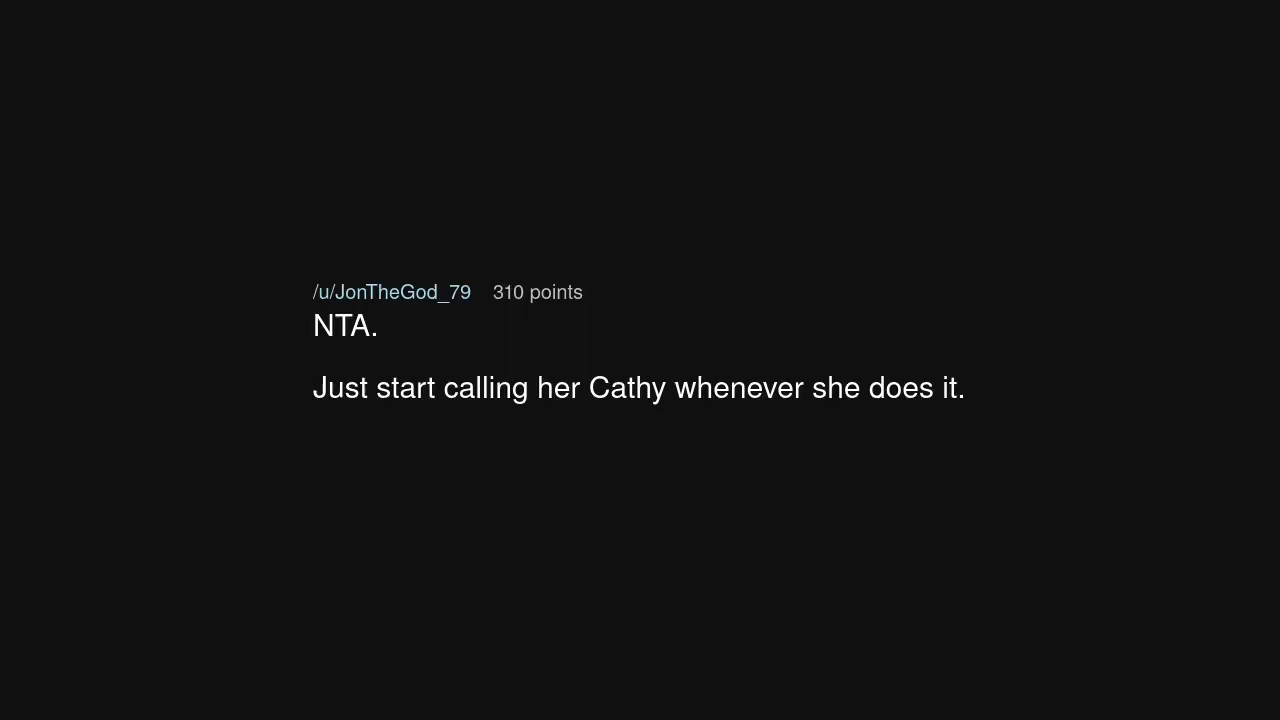 /u/JonTheGod_79 310 points
NTA.
Just start calling her Cathy whenever she does it.